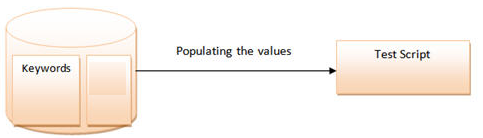 Keywords
Populating the values
Test Script